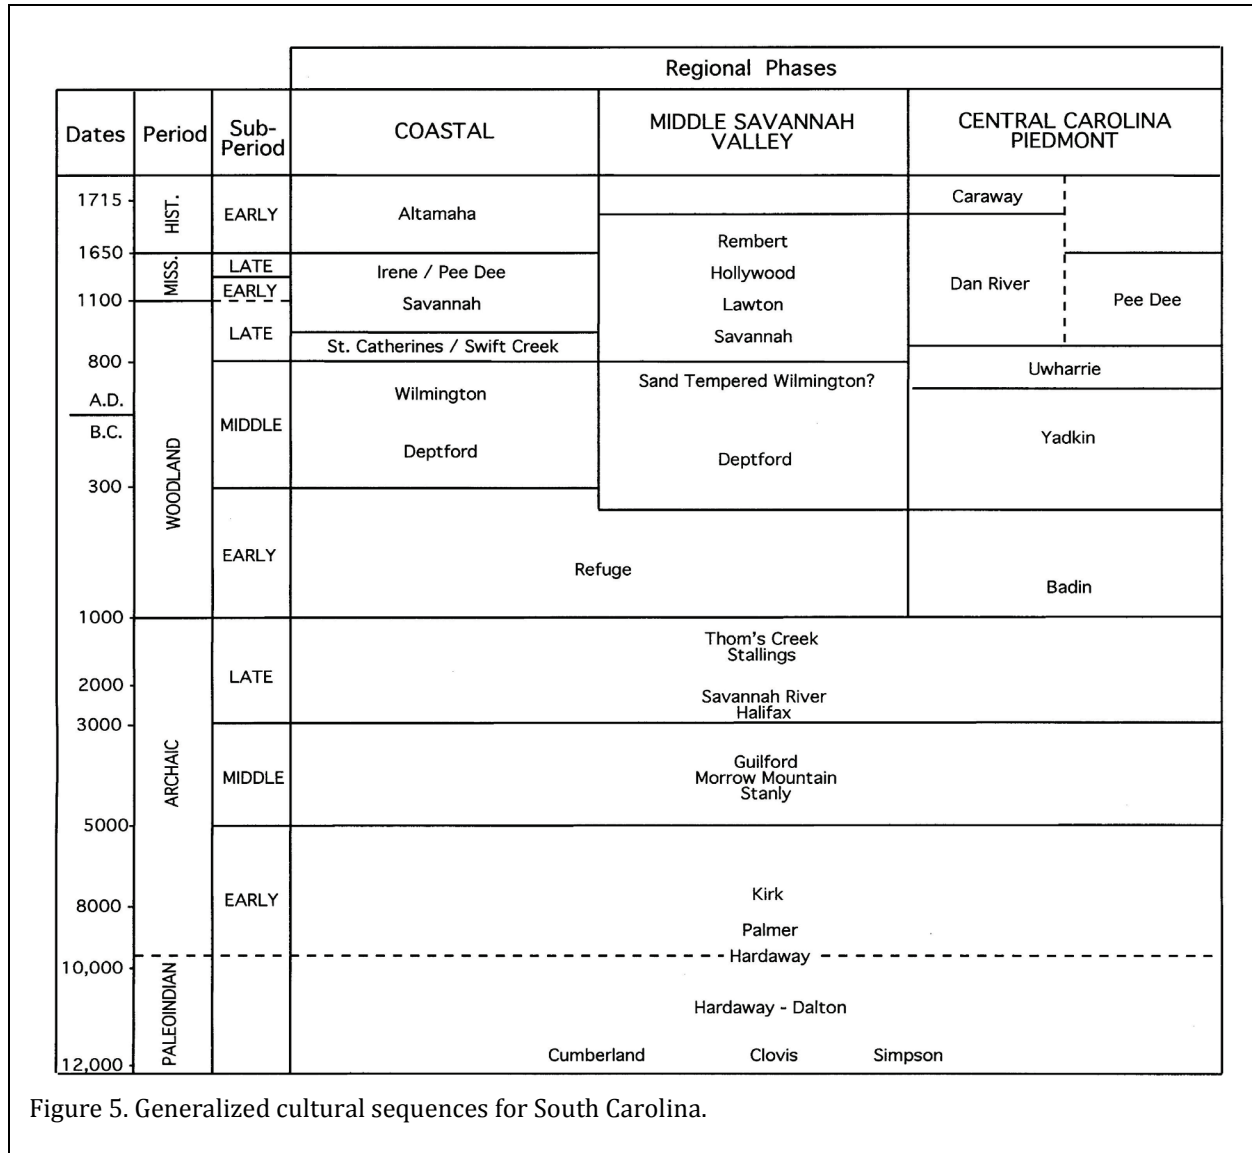 Regional Phases
Dates
Period
Sub-
Period
COASTAL
MIDDLE SAVANNAH
VALLEY
CENTRAL CAROLINA
PIEDMONT
1715
HIST.
EARLY
Altamaha
Caraway
1650
MISS.
LATE
Irene / Pee Dee
Rembert
Hollywood
Dan River
EARLY
Savannah
Lawton
Pee Dee
1100
WOODLAND
LATE
St. Catherines / Swift Creek
Savannah
800
Uwharrie
A.D.
B.C.
MIDDLE
Wilmington
Sand Tempered Wilmington?
Deptford
Deptford
Yadkin
300
EARLY
Refuge
Badin
1000
ARCHAIC
LATE
Thom's Creek
Stallings
2000
Savannah River
Halifax
3000
MIDDLE
Guilford
Morrow Mountain
Stanly
5000
EARLY
Kirk
8000
Palmer
Hardaway
10,000
PALEOINDIAN
Hardaway - Dalton
12,000
Cumberland
Clovis
Simpson
Figure 5. Generalized cultural sequences for South Carolina.